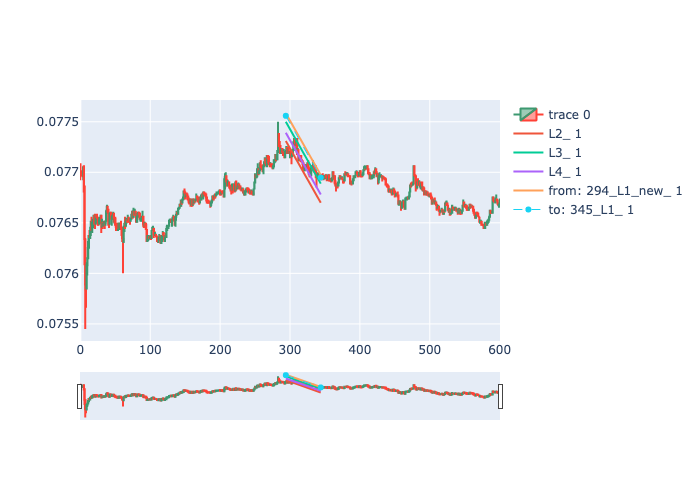 0.0775
0.077
0.0765
0.076
0.0755
0 100 200 300 400 500 600
trace 0
L2_ 1
L3_ 1
L4_ 1
from: 294_L1_new_ 1
to: 345_L1_ 1